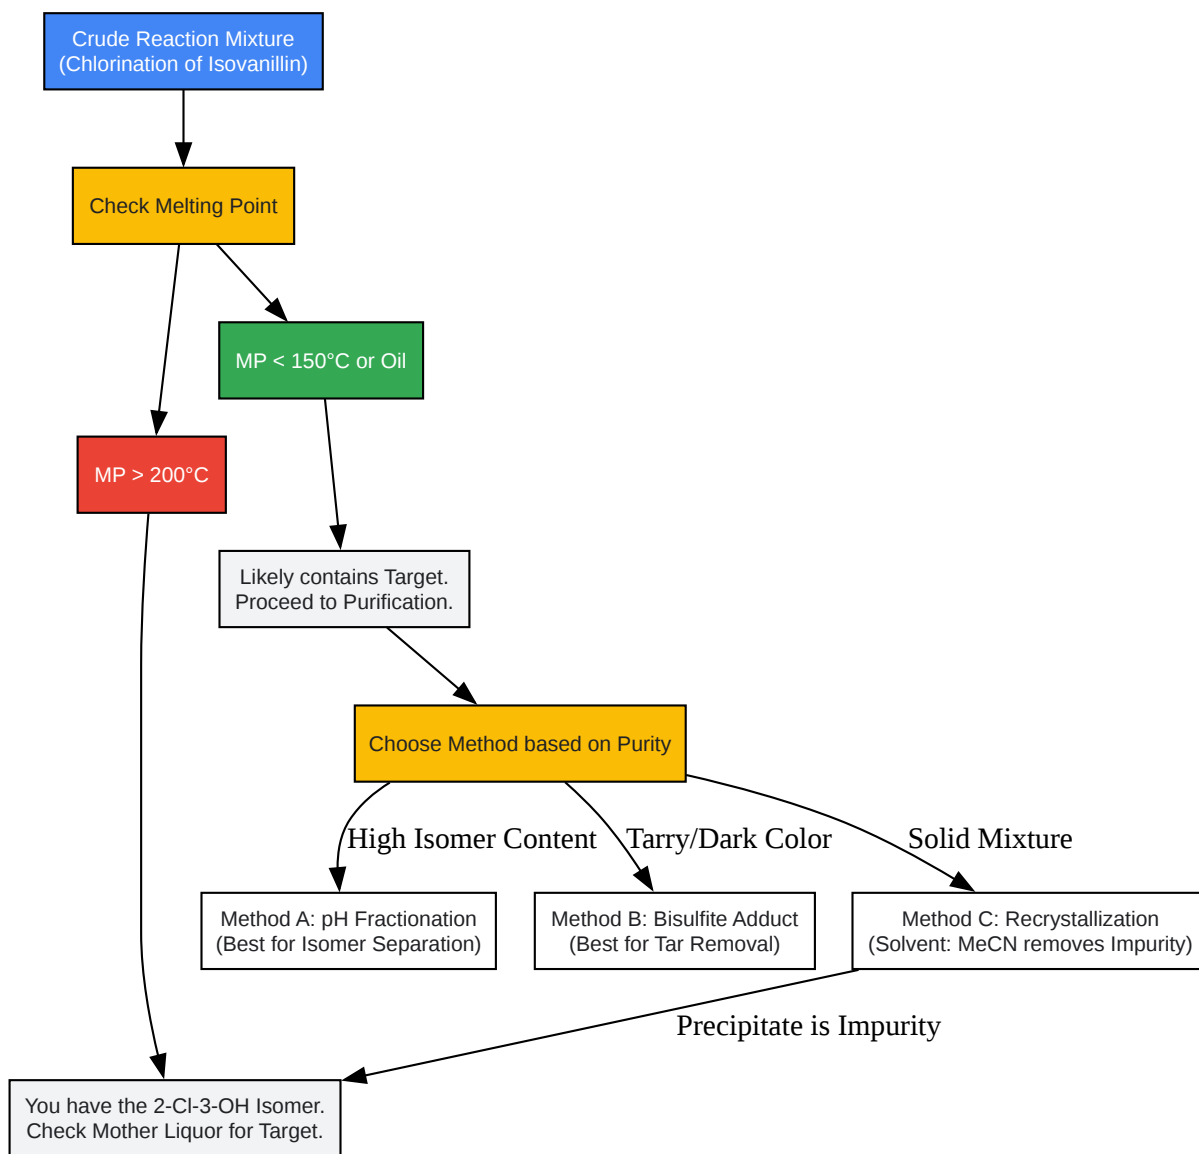 Crude Reaction Mixture
(Chlorination of Isovanillin)
Check Melting Point
MP < 150°C or Oil
MP > 200°C
Likely contains Target.
Proceed to Purification.
Choose Method based on Purity
High Isomer Content
Tarry/Dark Color
Solid Mixture
Method A: pH Fractionation
(Best for Isomer Separation)
Method B: Bisulfite Adduct
(Best for Tar Removal)
Method C: Recrystallization
(Solvent: MeCN removes Impurity)
Precipitate is Impurity
You have the 2-Cl-3-OH Isomer.
Check Mother Liquor for Target.